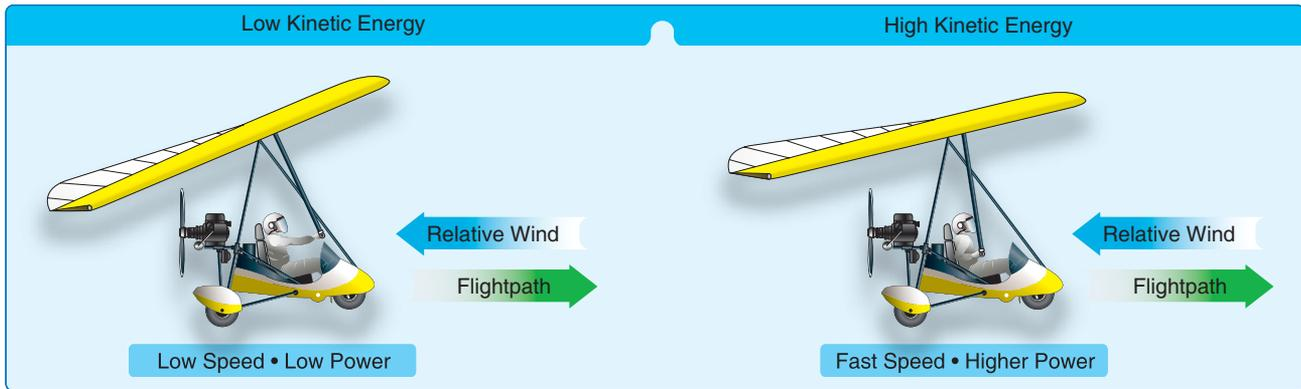 Low Kinetic Energy
High Kinetic Energy
Relative Wind
Flightpath
Low Speed • Low Power
Relative Wind
Flightpath
Fast Speed • Higher Power